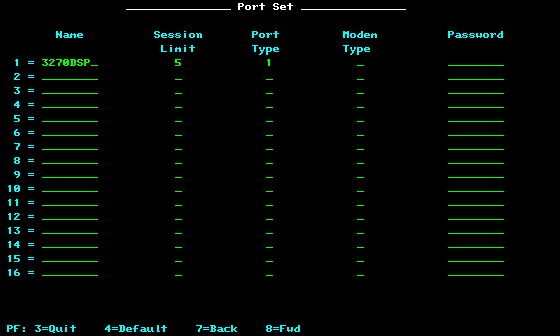 Port Set
Name Session Port Modem Password
Limit Type Type
1 = 3270DSP_ 5 1 _ ________
2 = ________ _ _ _ ________
3 = ________ _ _ _ ________
4 = ________ _ _ _ ________
5 = ________ _ _ _ ________
6 = ________ _ _ _ ________
7 = ________ _ _ _ ________
8 = ________ _ _ _ ________
9 = ________ _ _ _ ________
10 = ________ _ _ _ ________
11 = ________ _ _ _ ________
12 = ________ _ _ _ ________
13 = ________ _ _ _ ________
14 = ________ _ _ _ ________
15 = ________ _ _ _ ________
16 = ________ _ _ _ ________
PF: 3=Quit 4=Default 7=Back 8=Fwd